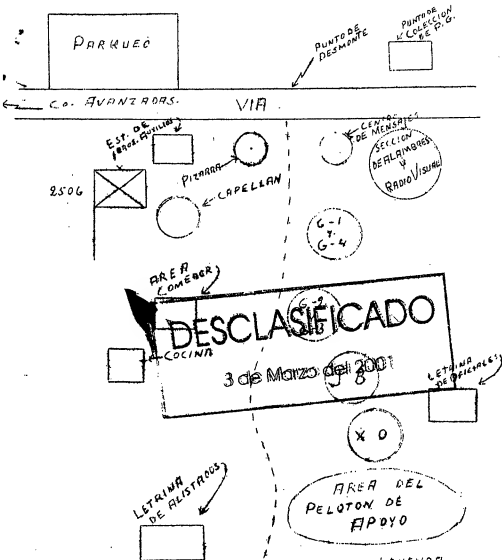 PARQUEO
PUNTO DE
DESMONTE
PUNTO DE
COLECCION
DE P.G.
CO. AVANZADAS.
VIA
EST. DE
PIZARRA
CENTRO
DE MENSAJES
SECCION
DE ALAMBRES
Y
RADIO VISUAL
2506
CAPELLAN
G-1
Y
G-4
AREA
COMEDER
G-2
DESCLASIFICADO
3 de Marzo del 2001
COCINA
LETRINA
DE OFICIALES
X O
LETRINA
DE ALISTADOS
AREA DEL
PELOTON DE
APOYO